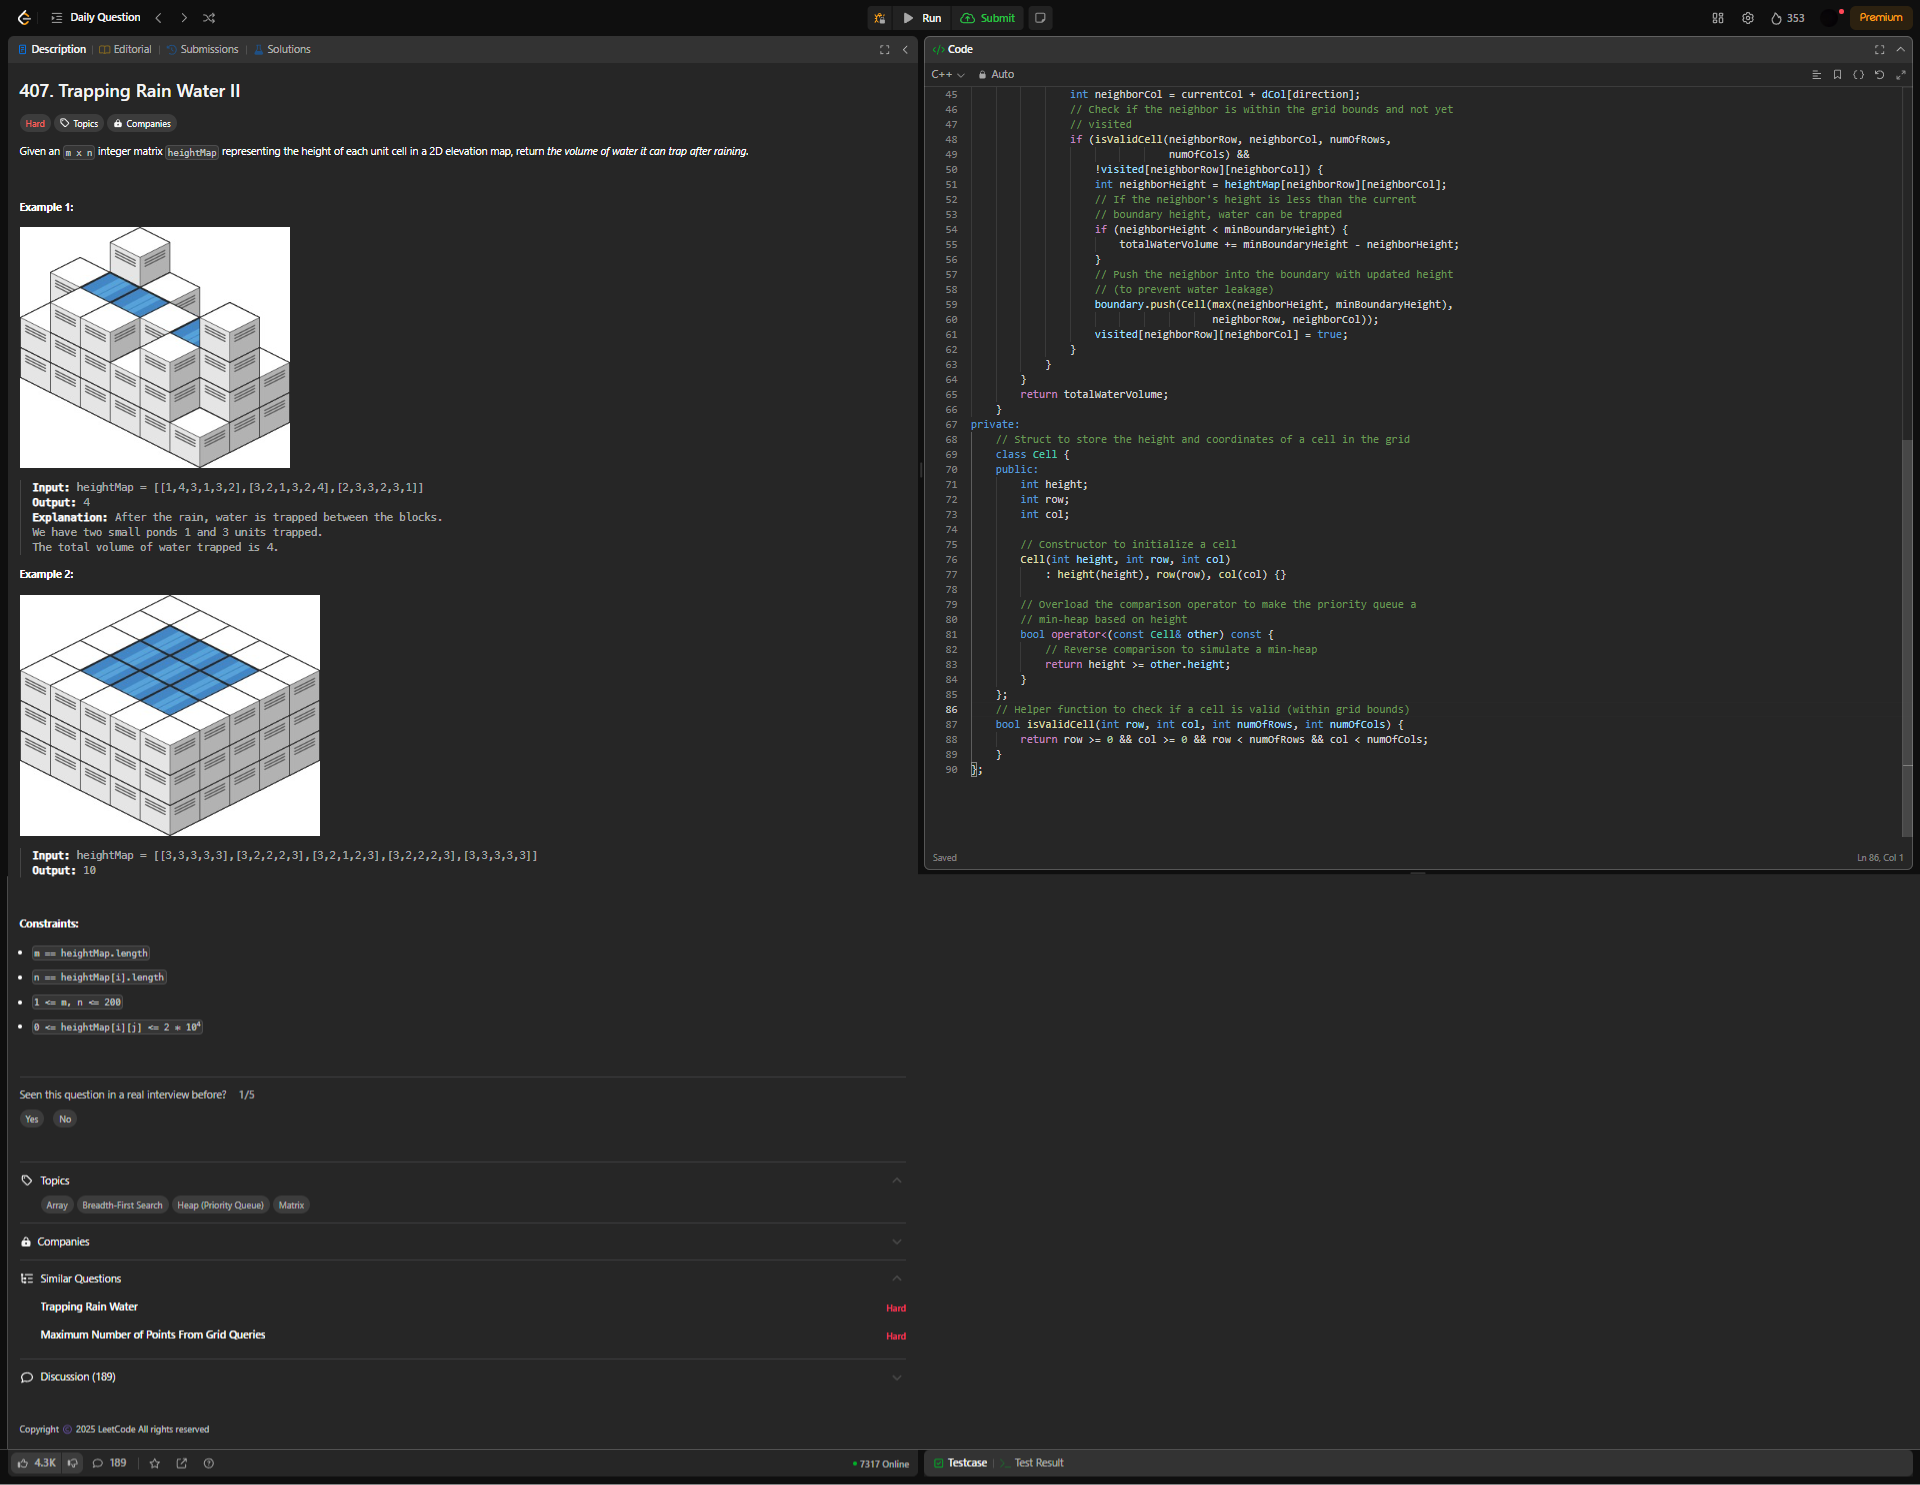 Daily Question
Run
Submit
353
Premium
Description
Editorial
Submissions
Solutions
407. Trapping Rain Water II
Hard
Topics
Companies
Given an m x n integer matrix heightMap representing the height of each unit cell in a 2D elevation map, return the volume of water it can trap after raining.
Example 1:
Input: heightMap = [[1,4,3,1,3,2],[3,2,1,3,2,4],[2,3,3,2,3,1]]
Output: 4
Explanation: After the rain, water is trapped between the blocks.
We have two small ponds 1 and 3 units trapped.
The total volume of water trapped is 4.
Example 2:
Input: heightMap = [[3,3,3,3,3],[3,2,2,2,3],[3,2,1,2,3],[3,2,2,2,3],[3,3,3,3,3]]
Output: 10
Constraints:
m == heightMap.length
n == heightMap[i].length
1 <= m, n <= 200
0 <= heightMap[i][j] <= 2 * 10^4
Seen this question in a real interview before? 1/5
Yes
No
Topics
Array
Breadth-First Search
Heap (Priority Queue)
Matrix
Companies
Similar Questions
Trapping Rain Water
Hard
Maximum Number of Points From Grid Queries
Hard
Discussion (189)
Copyright © 2025 LeetCode All rights reserved
4.3K
189
7317 Online
</> Code
C++
Auto
45 int neighborCol = currentCol + dCol[direction];
46 // Check if the neighbor is within the grid bounds and not yet
47 // visited
48 if (isValidCell(neighborRow, neighborCol, numOfRows,
49 numOfCols) &&
50 !visited[neighborRow][neighborCol]) {
51 int neighborHeight = heightMap[neighborRow][neighborCol];
52 // If the neighbor's height is less than the current
53 // boundary height, water can be trapped
54 if (neighborHeight < minBoundaryHeight) {
55 totalWaterVolume += minBoundaryHeight - neighborHeight;
56 }
57 // Push the neighbor into the boundary with updated height
58 // (to prevent water leakage)
59 boundary.push(Cell(max(neighborHeight, minBoundaryHeight),
60 neighborRow, neighborCol));
61 visited[neighborRow][neighborCol] = true;
62 }
63 }
64 }
65 return totalWaterVolume;
66 }
67 private:
68 // Struct to store the height and coordinates of a cell in the grid
69 class Cell {
70 public:
71 int height;
72 int row;
73 int col;
74
75 // Constructor to initialize a cell
76 Cell(int height, int row, int col)
77 : height(height), row(row), col(col) {}
78
79 // Overload the comparison operator to make the priority queue a
80 // min-heap based on height
81 bool operator<(const Cell& other) const {
82 // Reverse comparison to simulate a min-heap
83 return height >= other.height;
84 }
85 };
86 // Helper function to check if a cell is valid (within grid bounds)
87 bool isValidCell(int row, int col, int numOfRows, int numOfCols) {
88 return row >= 0 && col >= 0 && row < numOfRows && col < numOfCols;
89 }
90 };
Saved
Ln 86, Col 1
Testcase
Test Result